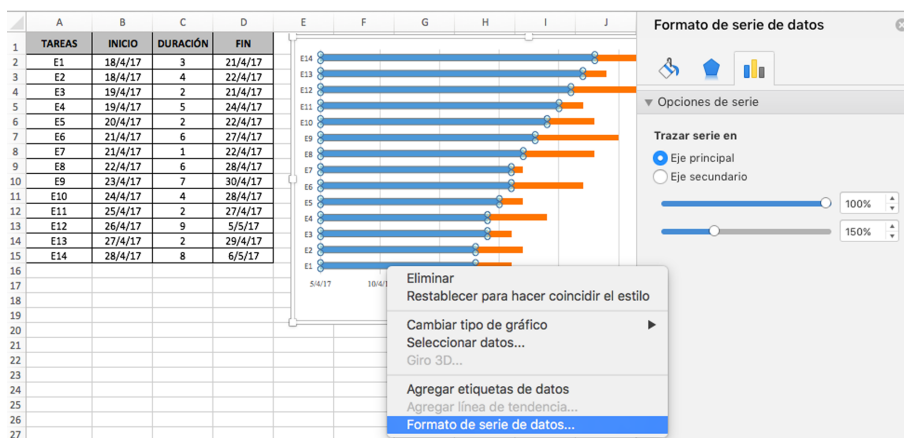 Formato de serie de datos
A B C D E F G H I J
1 TAREAS INICIO DURACIÓN FIN
2 E1 18/4/17 3 21/4/17
3 E2 18/4/17 4 22/4/17
4 E3 19/4/17 2 21/4/17
5 E4 19/4/17 5 24/4/17
6 E5 20/4/17 2 22/4/17
7 E6 21/4/17 6 27/4/17
8 E7 21/4/17 1 22/4/17
9 E8 22/4/17 6 28/4/17
10 E9 23/4/17 7 30/4/17
11 E10 24/4/17 4 28/4/17
12 E11 25/4/17 2 27/4/17
13 E12 26/4/17 9 5/5/17
14 E13 27/4/17 2 29/4/17
15 E14 28/4/17 8 6/5/17
16
17
18
19
20
21
22
23
24
25
26
27
E14
E13
E12
E11
E10
E9
E8
E7
E6
E5
E4
E3
E2
E1
5/4/17
Eliminar
Restablecer para hacer coincidir el estilo
Cambiar tipo de gráfico
Seleccionar datos...
Giro 3D...
Agregar etiquetas de datos
Agregar línea de tendencia...
Formato de serie de datos...
Opciones de serie
Trazar serie en
Eje principal
Eje secundario
100%
150%